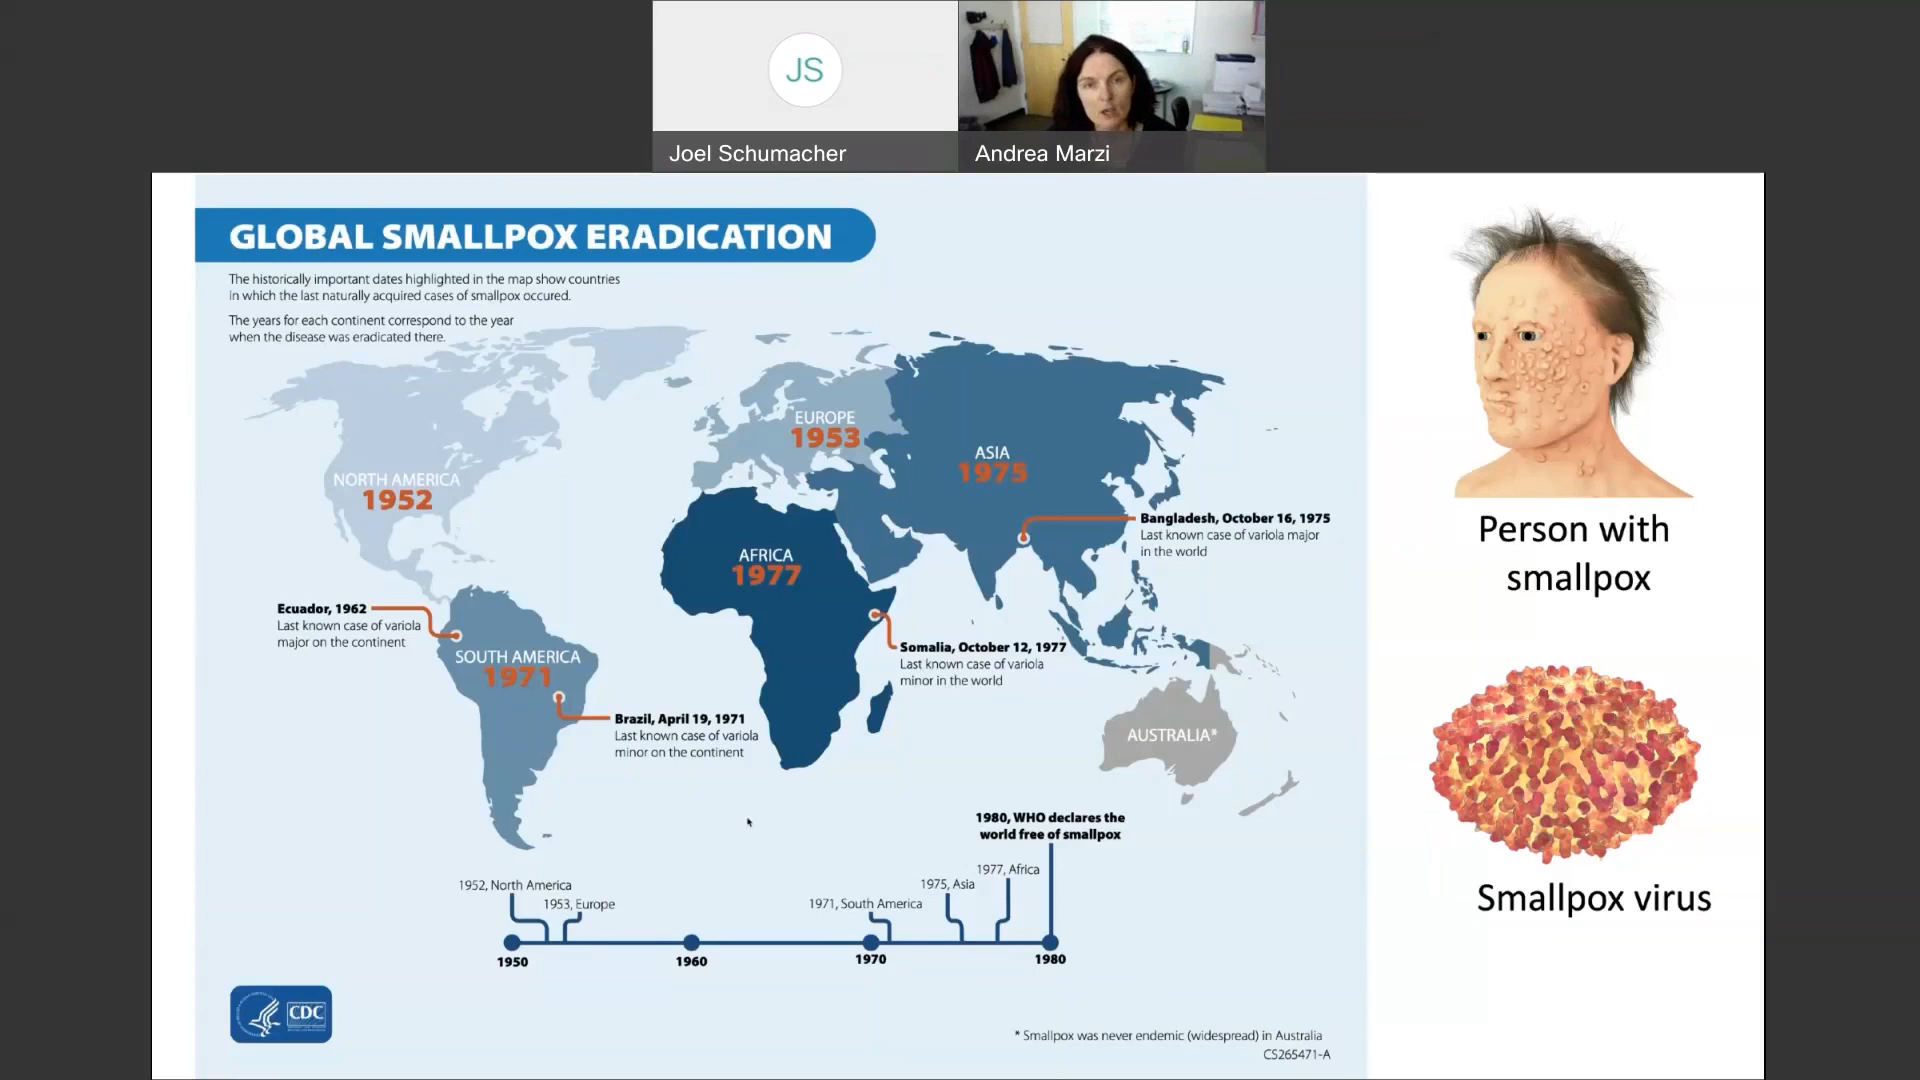 JS
Joel Schumacher
Andrea Marzi
GLOBAL SMALLPOX ERADICATION
The historically important dates highlighted in the map show countries
in which the last naturally acquired cases of smallpox occured.
The years for each continent correspond to the year
when the disease was eradicated there.
NORTH AMERICA
1952
EUROPE
1953
ASIA
1975
Bangladesh, October 16, 1975
Last known case of variola major
in the world
AFRICA
1977
Ecuador, 1962
Last known case of variola
major on the continent
SOUTH AMERICA
1971
Somalia, October 12, 1977
Last known case of variola
minor in the world
Brazil, April 19, 1971
Last known case of variola
minor on the continent
AUSTRALIA*
1980, WHO declares the
world free of smallpox
1952, North America
1953, Europe
1971, South America
1975, Asia
1977, Africa
1950
1960
1970
1980
CDC
* Smallpox was never endemic (widespread) in Australia
CS265471-A
Person with
smallpox
Smallpox virus